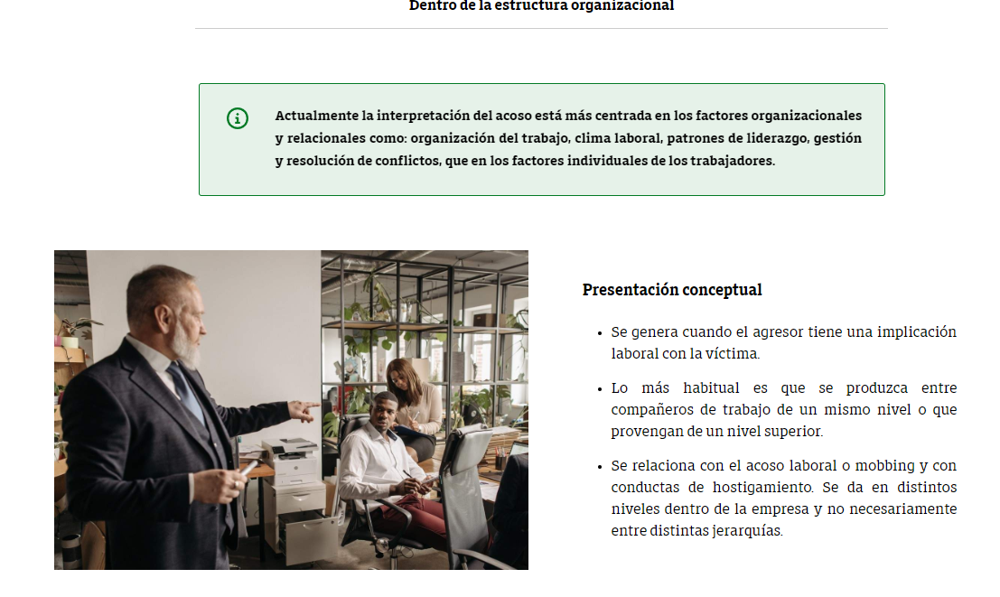 Dentro de la estructura organizacional
Actualmente la interpretación del acoso está más centrada en los factores organizacionales
y relacionales como: organización del trabajo, clima laboral, patrones de liderazgo, gestión
y resolución de conflictos, que en los factores individuales de los trabajadores.
Presentación conceptual
• Se genera cuando el agresor tiene una implicación
laboral con la víctima.
• Lo más habitual es que se produzca entre
compañeros de trabajo de un mismo nivel o que
provengan de un nivel superior.
• Se relaciona con el acoso laboral o mobbing y con
conductas de hostigamiento. Se da en distintos
niveles dentro de la empresa y no necesariamente
entre distintas jerarquías.